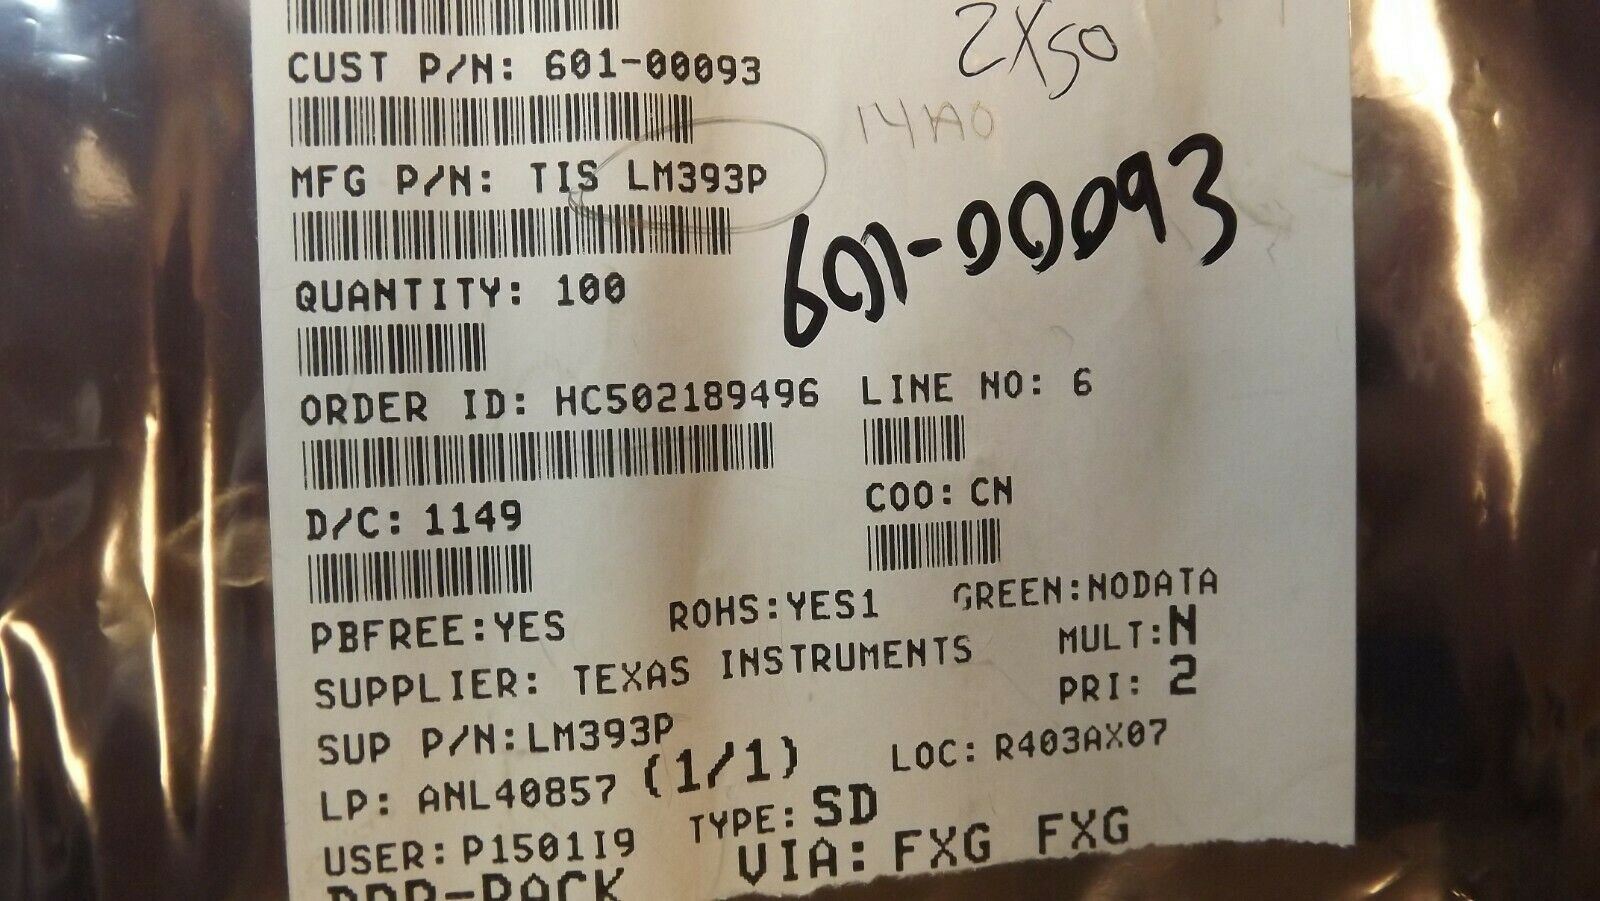 2X50
CUST P/N: 601-00093
14A0
MFG P/N: TIS LM393P
601-00093
QUANTITY: 100
ORDER ID: HC502189496 LINE NO: 6
D/C: 1149 COO: CN
PBFREE:YES ROHS:YES1 GREEN:NODATA
SUPPLIER: TEXAS INSTRUMENTS MULT:N
SUP P/N:LM393P PRI: 2
LP: ANL40857 (1/1) LOC: R403AX07
USER: P1501I9 TYPE: SD
VIA: FXG FXG